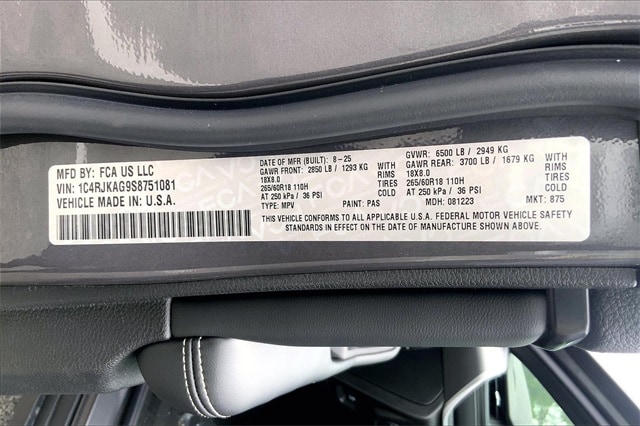 MFD BY: FCA US LLC
VIN: 1C4RJKAG9S8751081
VEHICLE MADE IN: U.S.A.
DATE OF MFR (BUILT): 8-25
GAWR FRONT: 2850 LB / 1293 KG WITH
18X8.0 RIMS
265/60R18 110H TIRES
AT 250 kPa / 36 PSI
TYPE: MPV PAINT: PAS
GVWR: 6500 LB / 2949 KG
GAWR REAR: 3700 LB / 1679 KG WITH
18X8.0 RIMS
265/60R18 110H TIRES
AT 250 kPa / 36 PSI
MDH: 081223 MKT: 875
THIS VEHICLE CONFORMS TO ALL APPLICABLE U.S.A. FEDERAL MOTOR VEHICLE SAFETY
STANDARDS IN EFFECT ON THE DATE OF MANUFACTURE SHOWN ABOVE.